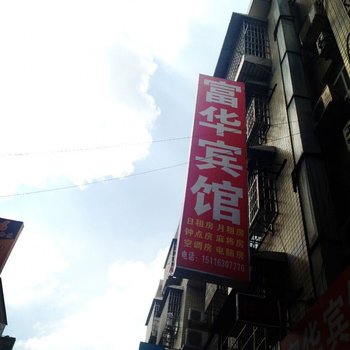 富华宾馆
日租房 月租房
钟点房 麻将房
空调房 电脑房
电话：15116307770